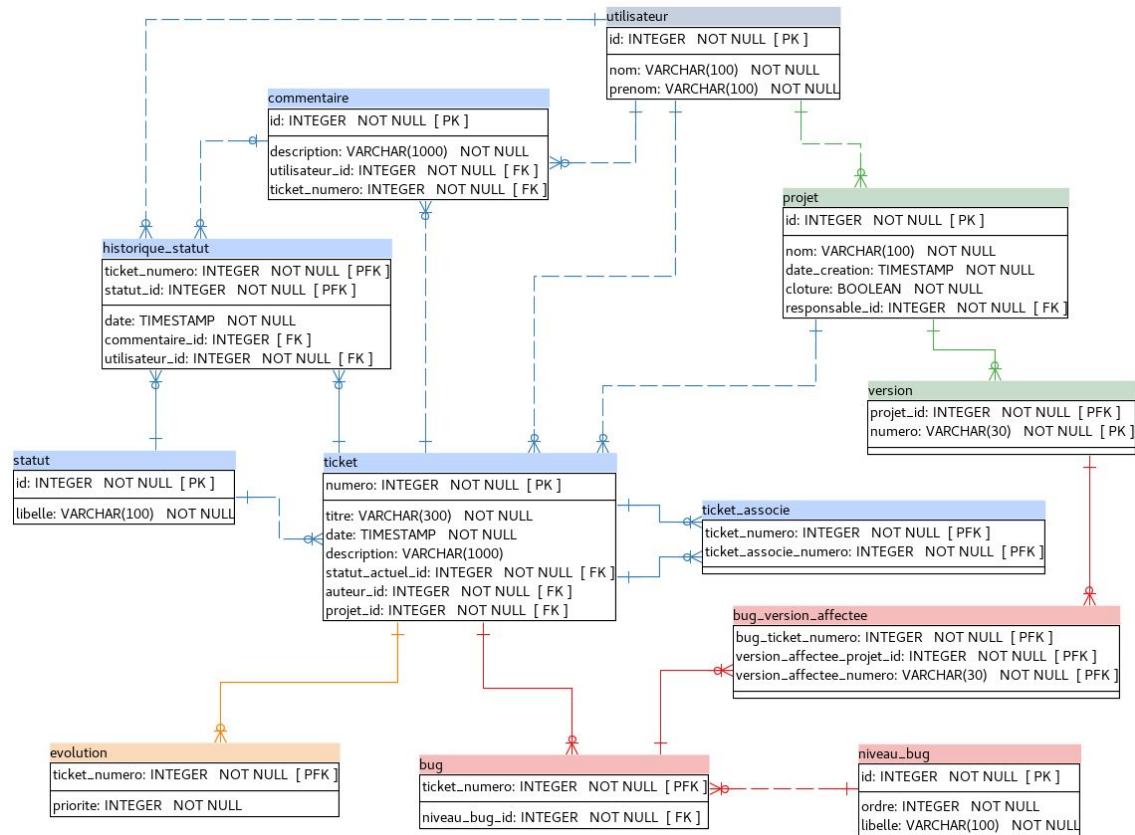 utilisateur
id: INTEGER NOT NULL [ PK ]
nom: VARCHAR(100) NOT NULL
prenom: VARCHAR(100) NOT NULL
commentaire
id: INTEGER NOT NULL [ PK ]
description: VARCHAR(1000) NOT NULL
utilisateur_id: INTEGER NOT NULL [ FK ]
ticket_numero: INTEGER NOT NULL [ FK ]
projet
id: INTEGER NOT NULL [ PK ]
nom: VARCHAR(100) NOT NULL
date_creation: TIMESTAMP NOT NULL
cloture: BOOLEAN NOT NULL
responsable_id: INTEGER NOT NULL [ FK ]
historique_statut
ticket_numero: INTEGER NOT NULL [ PFK ]
statut_id: INTEGER NOT NULL [ PFK ]
date: TIMESTAMP NOT NULL
commentaire_id: INTEGER [ FK ]
utilisateur_id: INTEGER NOT NULL [ FK ]
version
projet_id: INTEGER NOT NULL [ PFK ]
numero: VARCHAR(30) NOT NULL [ PK ]
statut
id: INTEGER NOT NULL [ PK ]
libelle: VARCHAR(100) NOT NULL
ticket
numero: INTEGER NOT NULL [ PK ]
titre: VARCHAR(300) NOT NULL
date: TIMESTAMP NOT NULL
description: VARCHAR(1000)
statut_actuel_id: INTEGER NOT NULL [ FK ]
auteur_id: INTEGER NOT NULL [ FK ]
projet_id: INTEGER NOT NULL [ FK ]
ticket_associe
ticket_numero: INTEGER NOT NULL [ PFK ]
ticket_associe_numero: INTEGER NOT NULL [ PFK ]
bug_version_affectee
bug_ticket_numero: INTEGER NOT NULL [ PFK ]
version_affectee_projet_id: INTEGER NOT NULL [ PFK ]
version_affectee_numero: VARCHAR(30) NOT NULL [ PFK ]
evolution
ticket_numero: INTEGER NOT NULL [ PFK ]
priorite: INTEGER NOT NULL
bug
ticket_numero: INTEGER NOT NULL [ PFK ]
niveau_bug_id: INTEGER NOT NULL [ FK ]
niveau_bug
id: INTEGER NOT NULL [ PK ]
ordre: INTEGER NOT NULL
libelle: VARCHAR(100) NOT NULL